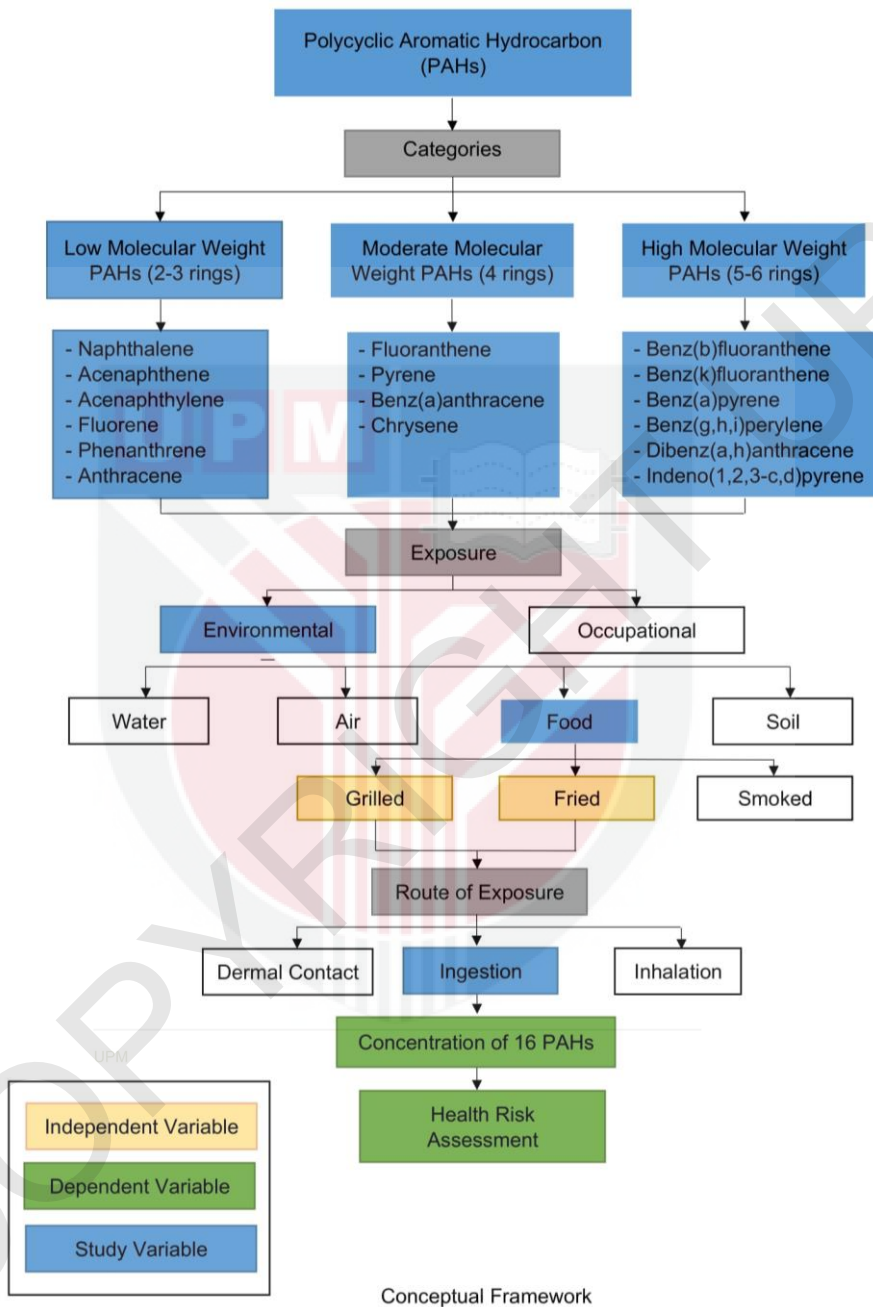 Polycyclic Aromatic Hydrocarbon
(PAHs)
Categories
Low Molecular Weight
PAHs (2-3 rings)
Moderate Molecular
Weight PAHs (4 rings)
High Molecular Weight
PAHs (5-6 rings)
- Naphthalene
- Acenaphthene
- Acenaphthylene
- Fluorene
- Phenanthrene
- Anthracene
- Fluoranthene
- Pyrene
- Benz(a)anthracene
- Chrysene
- Benz(b)fluoranthene
- Benz(k)fluoranthene
- Benz(a)pyrene
- Benz(g,h,i)perylene
- Dibenz(a,h)anthracene
- Indeno(1,2,3-c,d)pyrene
UPM
Exposure
Environmental
Occupational
Water
Air
Food
Soil
Grilled
Fried
Smoked
Route of Exposure
Dermal Contact
Ingestion
Inhalation
Concentration of 16 PAHs
UPM
Health Risk
Assessment
Independent Variable
Dependent Variable
Study Variable
Conceptual Framework
COPYRIGHT UP